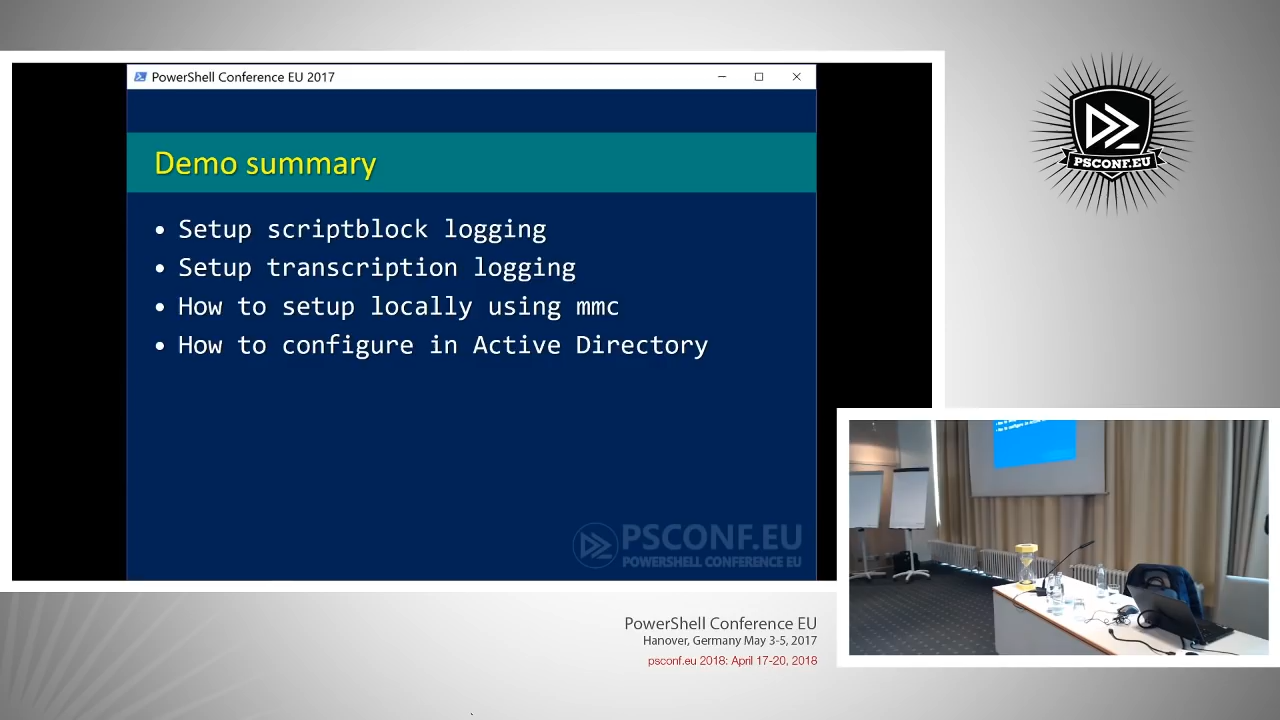 PowerShell Conference EU 2017
Demo summary
• Setup scriptblock logging
• Setup transcription logging
• How to setup locally using mmc
• How to configure in Active Directory
PSCONF.EU
POWERSHELL CONFERENCE EU
PSCONF.EU
PowerShell Conference EU
Hanover, Germany May 3-5, 2017
psconf.eu 2018: April 17-20, 2018